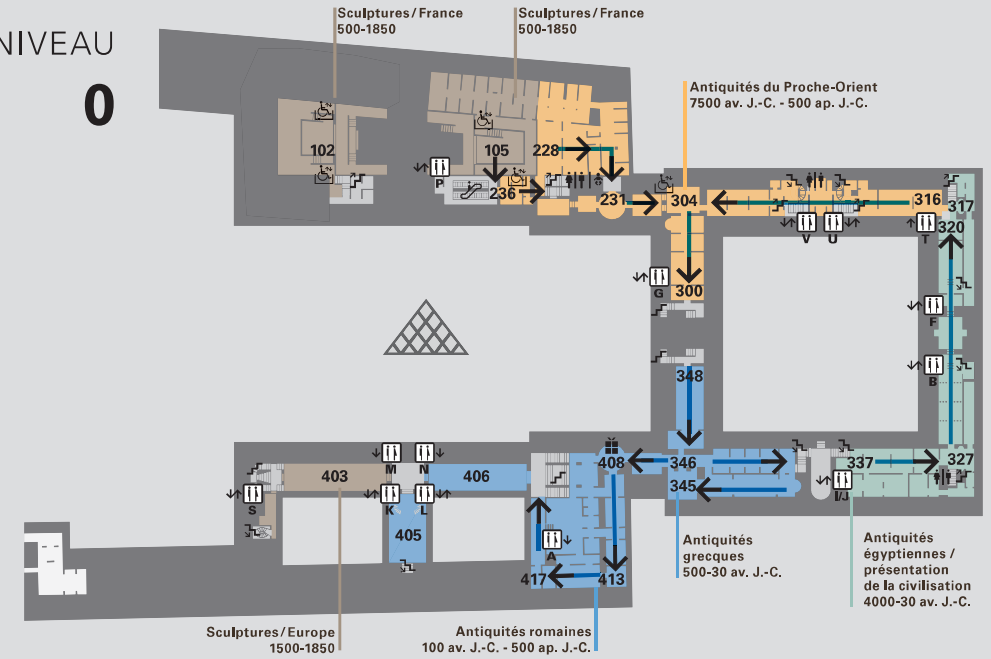 NIVEAU
0
Sculptures / France
500-1850
Sculptures / France
500-1850
Antiquités du Proche-Orient
7500 av. J.-C. - 500 ap. J.-C.
102
105
228
P
236
231
304
316
317
320
V
U
T
G
300
F
348
B
403
M
N
406
408
346
345
337
327
S
K
L
I/J
405
A
417
413
Antiquités
grecques
500-30 av. J.-C.
Antiquités
égyptiennes /
présentation
de la civilisation
4000-30 av. J.-C.
Sculptures / Europe
1500-1850
Antiquités romaines
100 av. J.-C. - 500 ap. J.-C.